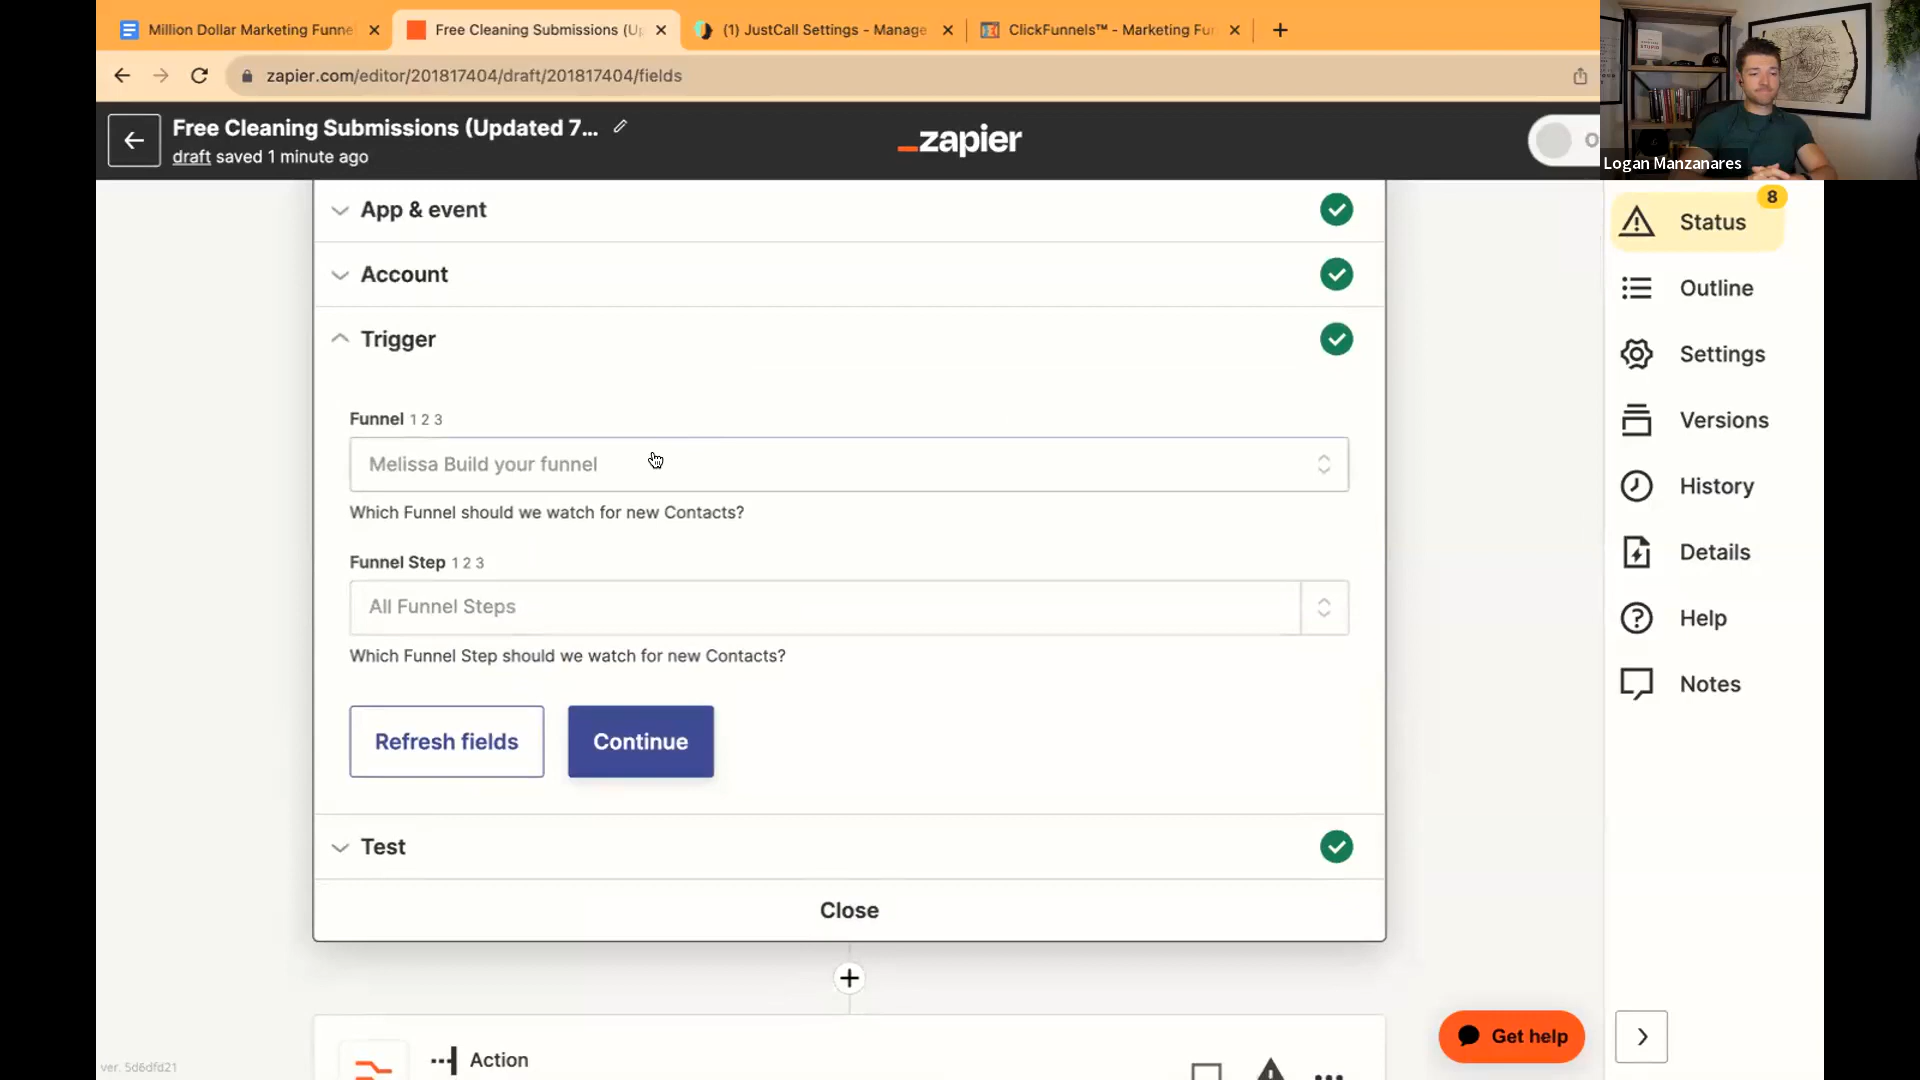 Million Dollar Marketing Funne
Free Cleaning Submissions (U
(1) JustCall Settings - Manage
ClickFunnels™ - Marketing Fu
zapier.com/editor/201817404/draft/201817404/fields
Free Cleaning Submissions (Updated 7...
draft saved 1 minute ago
zapier
Logan Manzanares
App & event
Account
Trigger
Funnel 1 2 3
Melissa Build your funnel
Which Funnel should we watch for new Contacts?
Funnel Step 1 2 3
All Funnel Steps
Which Funnel Step should we watch for new Contacts?
Refresh fields
Continue
Test
Close
Action
8
Status
Outline
Settings
Versions
History
Details
Help
Notes
Get help
ver. 5d6dfd21